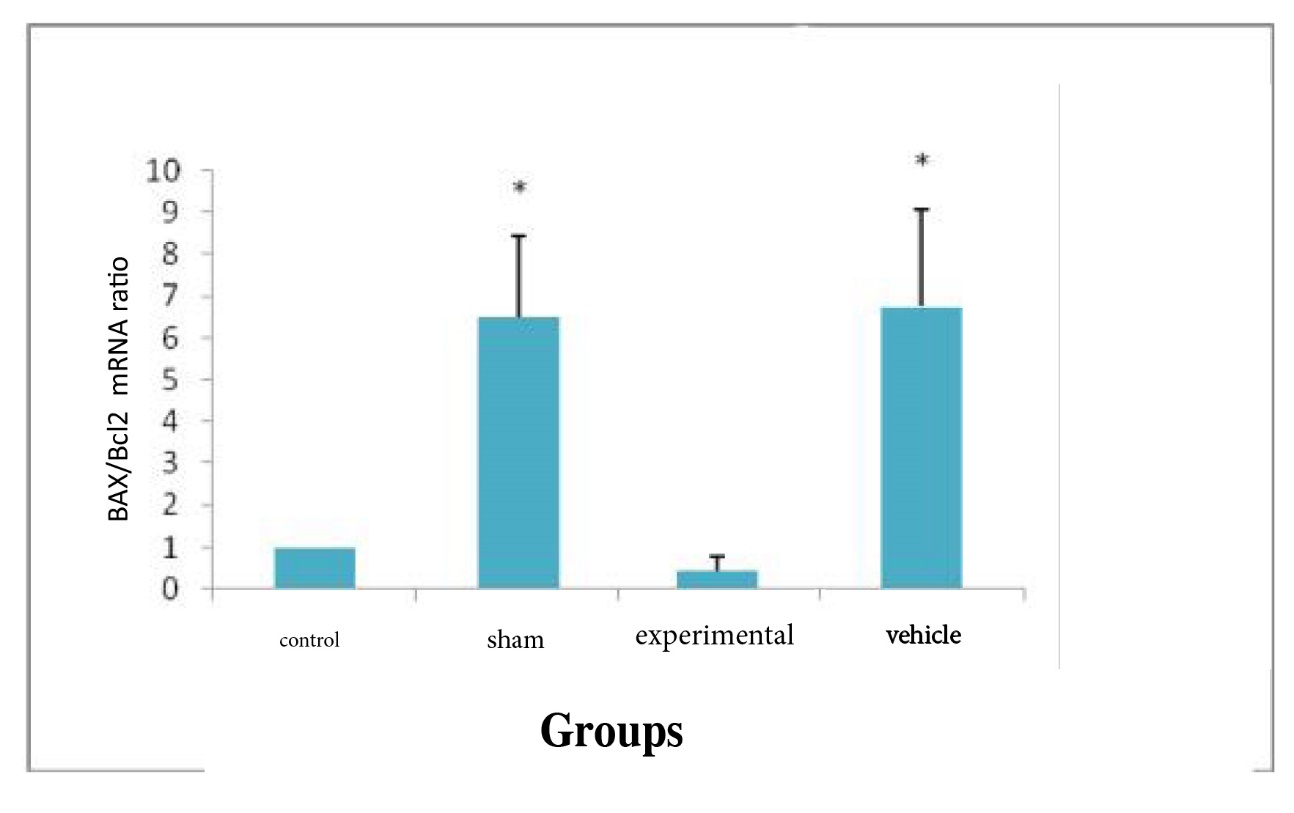 *
*
10
9
8
7
6
5
4
3
2
1
0
BAX/Bcl2 mRNA ratio
control
sham
experimental
vehicle
Groups